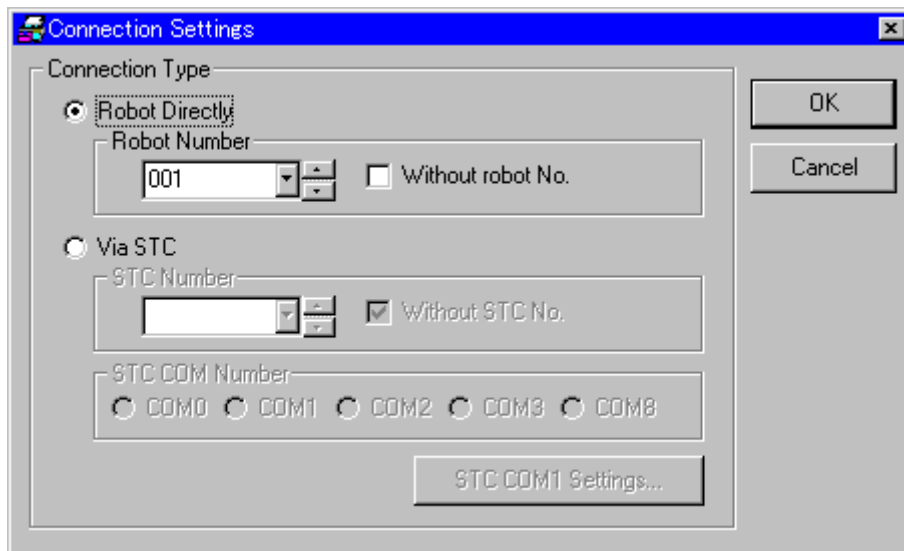 Connection Settings
Connection Type
Robot Directly
OK
Robot Number
001
Without robot No.
Cancel
Via STC
STC Number
Without STC No.
STC COM Number
COM0 COM1 COM2 COM3 COM8
STC COM1 Settings...